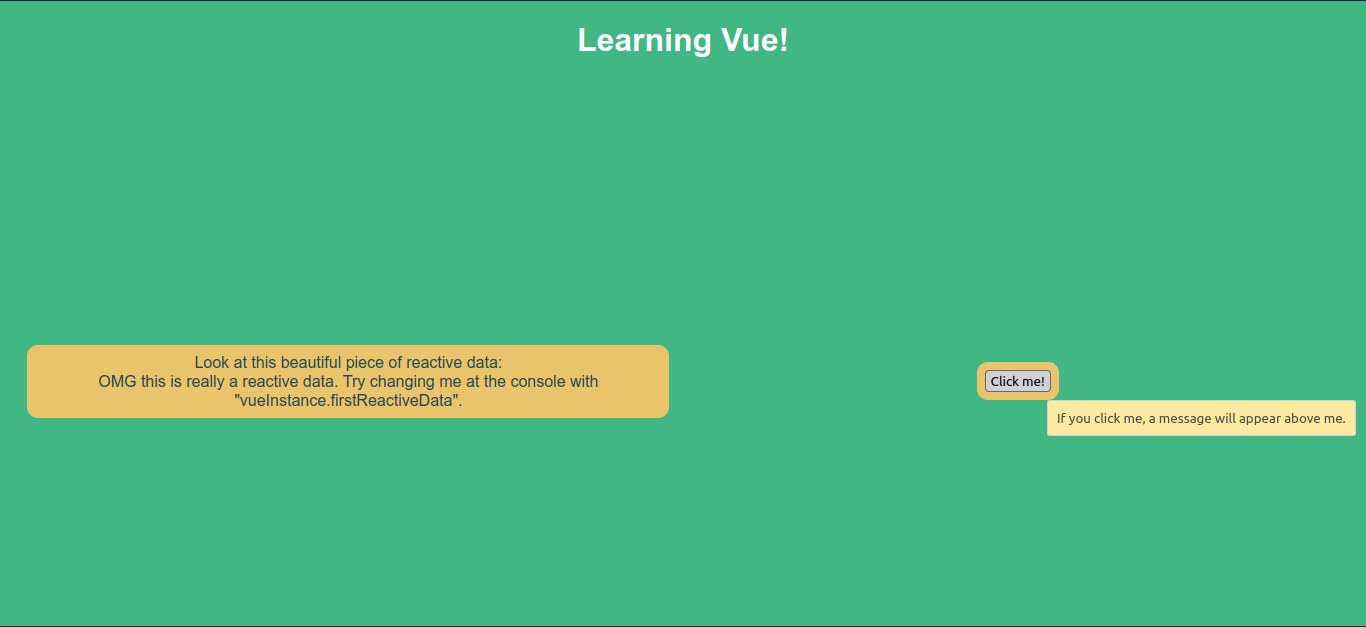 Learning Vue!
Look at this beautiful piece of reactive data:
OMG this is really a reactive data. Try changing me at the console with
"vueInstance.firstReactiveData".
Click me!
If you click me, a message will appear above me.